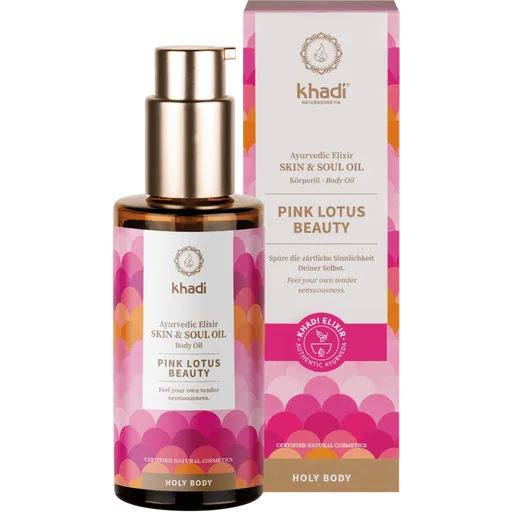 khadi
Ayurvedic Elixir
SKIN & SOUL OIL
Body Oil
PINK LOTUS
BEAUTY
Feel your own tender
sensuousness.
CERTIFIED NATURAL COSMETICS
HOLY BODY
khadi®
NATURKOSMETIK
Ayurvedic Elixir
SKIN & SOUL OIL
Körperöl · Body Oil
PINK LOTUS
BEAUTY
Spüre die zärtliche Sinnlichkeit
Deiner Selbst.
Feel your own tender
sensuousness.
KHADI ELIXIR
AUTHENTIC AYURVEDA
CERTIFIED NATURAL COSMETICS
HOLY BODY